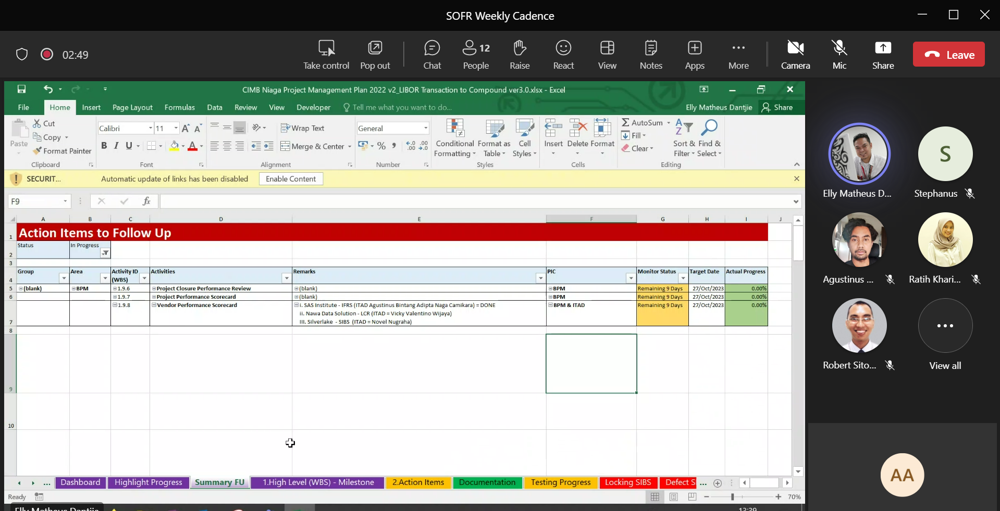 SOFR Weekly Cadence
02:49
Take control
Pop out
Chat
12
People
Raise
React
View
Notes
Apps
More
Camera
Mic
Share
Leave
CIMB Niaga Project Management Plan 2022 v2_LIBOR Transaction to Compound ver3.0.xlsx - Excel
File Home Insert Page Layout Formulas Data Review View Developer Tell me what you want to do... Elly Matheus Dantjie Share
Paste
Cut
Copy
Format Painter
Clipboard
Calibri 11
B I U
Font
Wrap Text
Merge & Center
Alignment
General
Number
Conditional Formatting
Format as Table
Cell Styles
Styles
Insert Delete Format
Cells
AutoSum
Fill
Clear
Sort & Filter
Find & Select
Editing
SECURIT... Automatic update of links has been disabled Enable Content
F9 fx
A B C D E F G H I J
1 Action Items to Follow Up
2 Status In Progress
3
4 Group Area Activity ID (WBS) Activities Remarks PIC Monitor Status Target Date Actual Progress
5 (blank) BPM 1.9.6 Project Closure Performance Review (blank) BPM Remaining 9 Days 27/Oct/2023 0.00%
6 1.9.7 Project Performance Scorecard (blank) BPM Remaining 9 Days 27/Oct/2023 0.00%
7 1.9.8 Vendor Performance Scorecard i. SAS Institute - IFRS (ITAD Agustinus Bintang Adipta Naga Camikara) = DONE BPM & ITAD Remaining 9 Days 27/Oct/2023 0.00%
ii. Nawa Data Solution - LCR (ITAD = Vicky Valentino Wijaya)
III. Silverlake - SIBS (ITAD = Novel Nugraha)
8
9
10
... Dashboard Highlight Progress Summary FU 1.High Level (WBS) - Milestone 2.Action Items Documentation Testing Progress Locking SIBS Defect S ...
Ready 70%
Elly Matheus Dantjie
12:39
Elly Matheus D...
S
Stephanus
Agustinus ...
Ratih Khari...
Robert Sito...
View all
AA